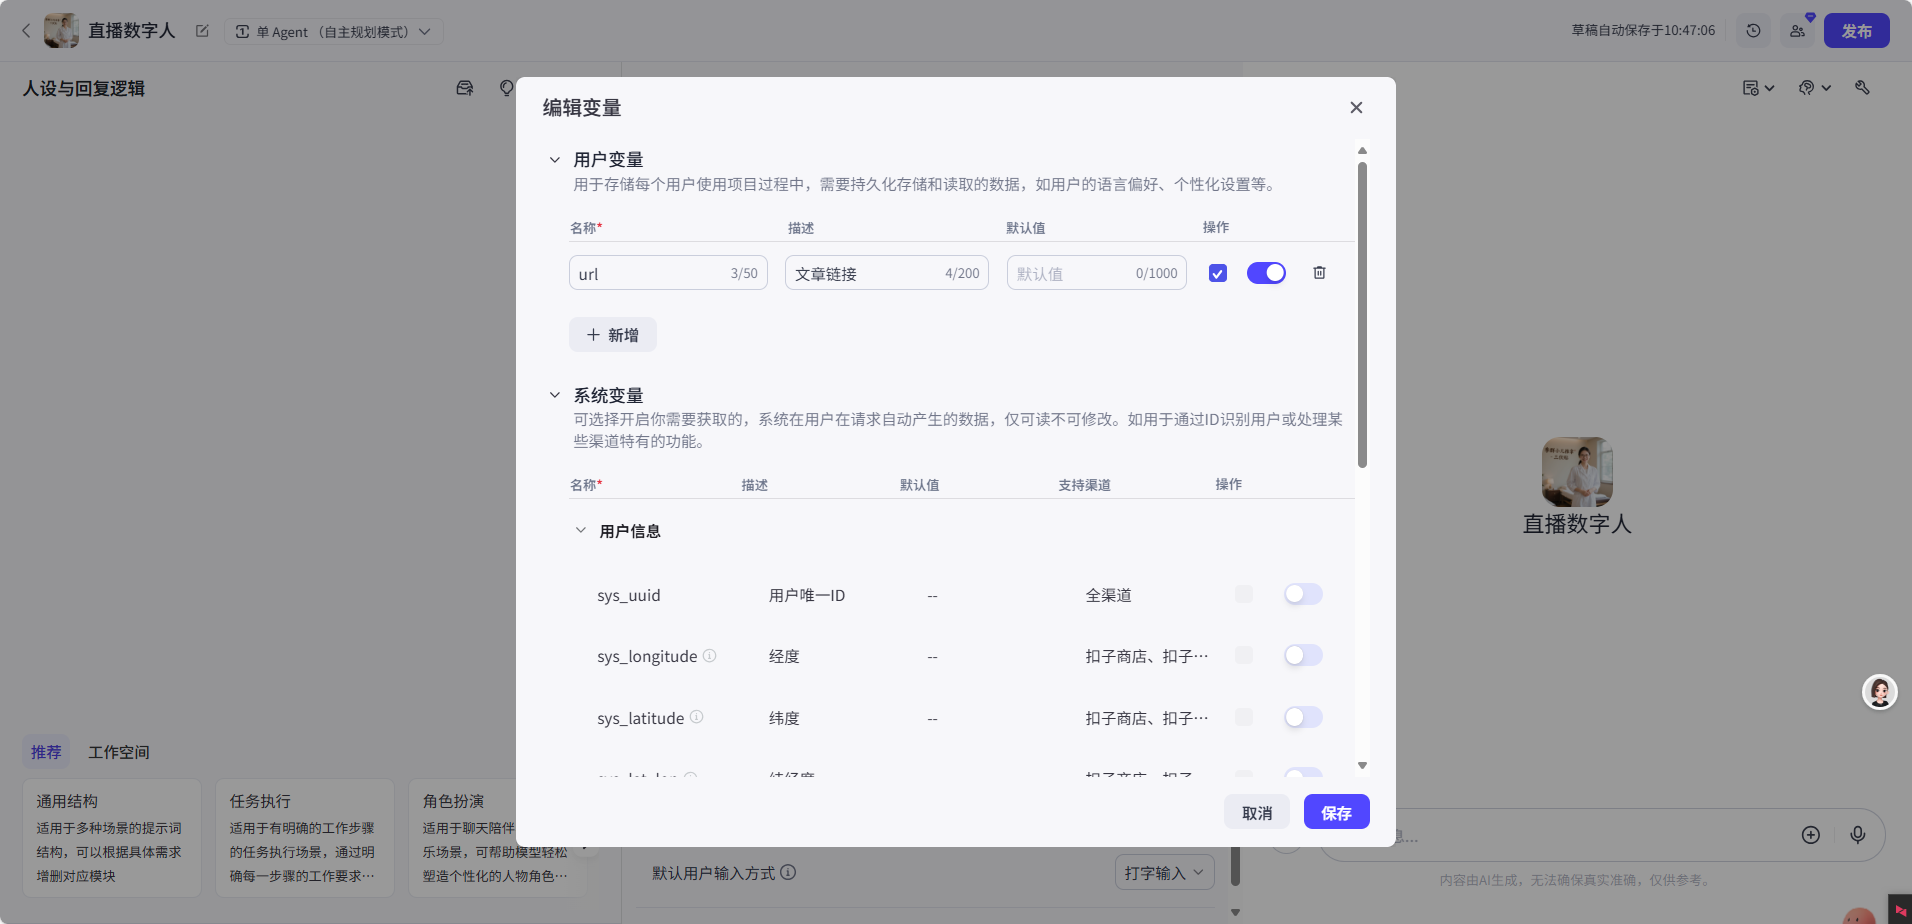 直播数字人
单 Agent （自主规划模式）
草稿自动保存于10:47:06
发布
人设与回复逻辑
编辑变量
用户变量
用于存储每个用户使用项目过程中，需要持久化存储和读取的数据，如用户的语言偏好、个性化设置等。
名称* 描述 默认值 操作
url 3/50 文章链接 4/200 默认值 0/1000
新增
系统变量
可选择开启你需要获取的，系统在用户在请求自动产生的数据，仅可读不可修改。如用于通过ID识别用户或处理某
些渠道特有的功能。
名称* 描述 默认值 支持渠道 操作
用户信息
sys_uuid 用户唯一ID -- 全渠道
sys_longitude 经度 -- 扣子商店、扣子···
sys_latitude 纬度 -- 扣子商店、扣子···
取消 保存
直播数字人
推荐 工作空间
通用结构
适用于多种场景的提示词
结构，可以根据具体需求
增删对应模块
任务执行
适用于有明确的工作步骤
的任务执行场景，通过明
确每一步骤的工作要求···
角色扮演
适用于聊天陪伴
乐场景，可帮助模型轻松
塑造个性化的人物角色···
默认用户输入方式 打字输入
内容由AI生成，无法确保真实准确，仅供参考。